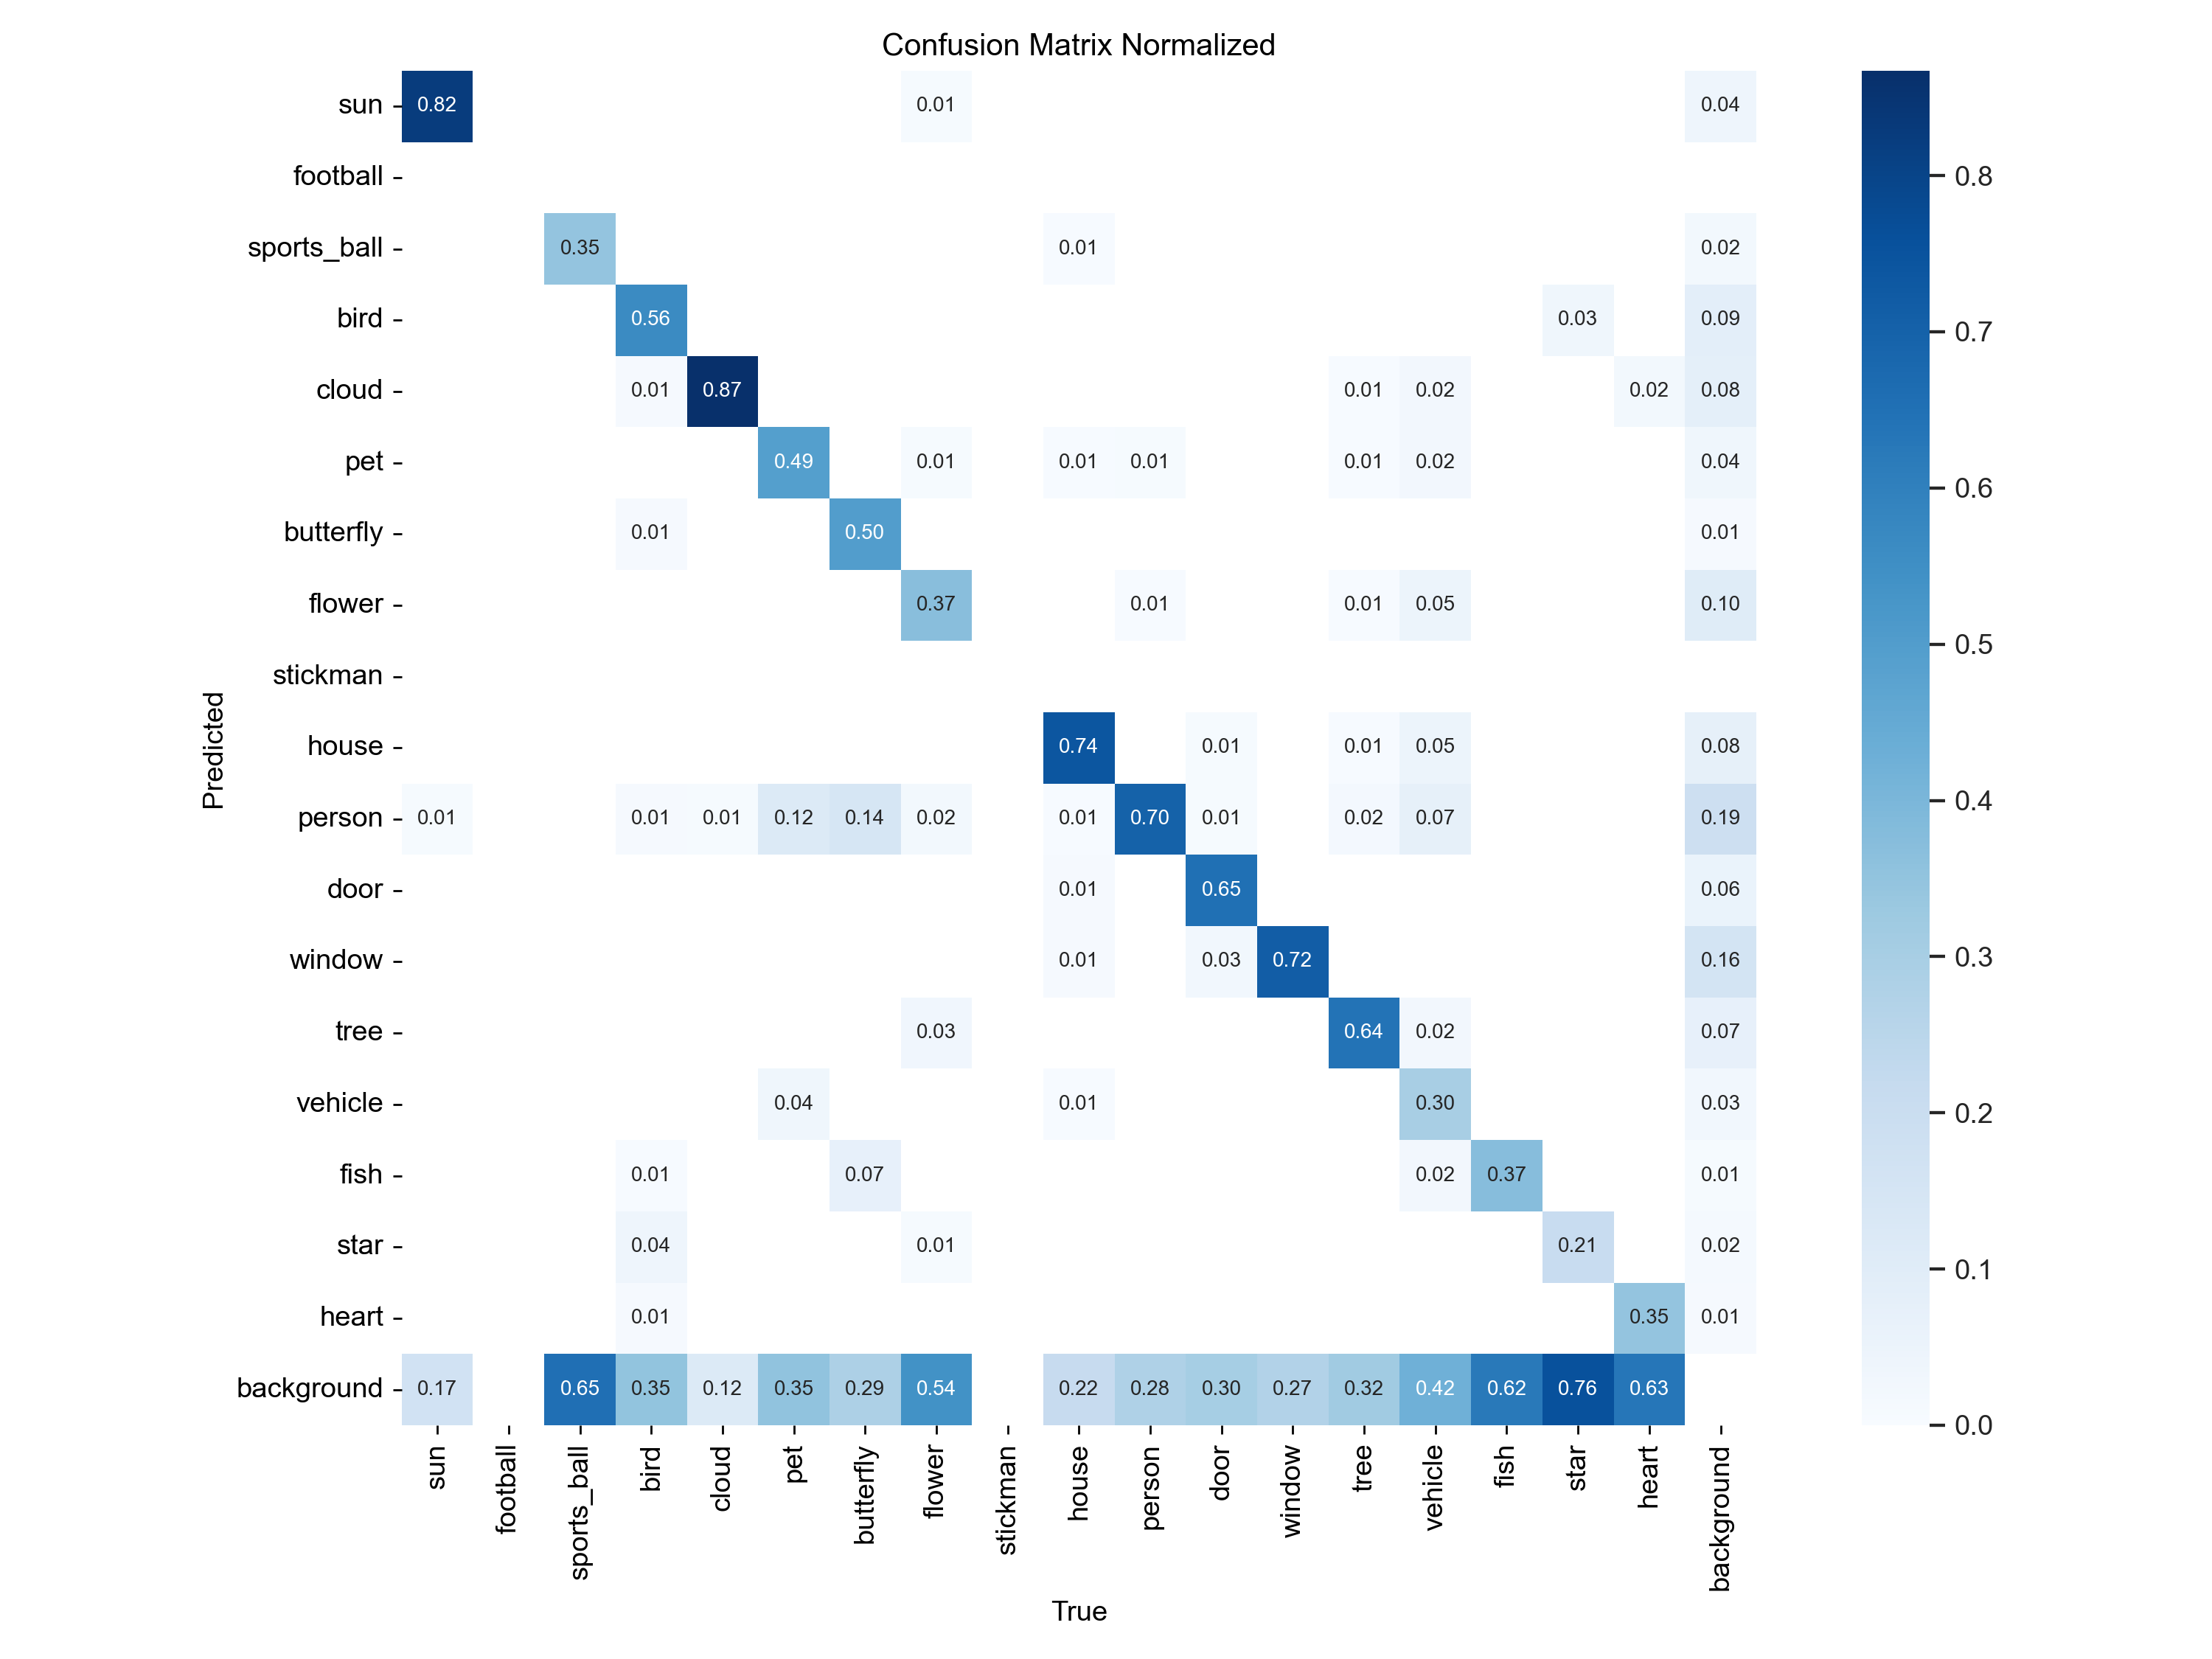 Confusion Matrix Normalized
sun 0.82 0.01 0.04
football
sports_ball 0.35 0.01 0.02
bird 0.56 0.03 0.09
cloud 0.01 0.87 0.01 0.02 0.02 0.08
pet 0.49 0.01 0.01 0.01 0.01 0.02 0.04
butterfly 0.01 0.50 0.01
flower 0.37 0.01 0.01 0.05 0.10
stickman
house 0.74 0.01 0.01 0.05 0.08
person 0.01 0.01 0.01 0.12 0.14 0.02 0.01 0.70 0.01 0.02 0.07 0.19
door 0.01 0.65 0.06
window 0.01 0.03 0.72 0.16
tree 0.03 0.64 0.02 0.07
vehicle 0.04 0.01 0.30 0.03
fish 0.01 0.07 0.02 0.37 0.01
star 0.04 0.01 0.21 0.02
heart 0.01 0.35 0.01
background 0.17 0.65 0.35 0.12 0.35 0.29 0.54 0.22 0.28 0.30 0.27 0.32 0.42 0.62 0.76 0.63
sun football sports_ball bird cloud pet butterfly flower stickman house person door window tree vehicle fish star heart background
True
Predicted
0.8
0.7
0.6
0.5
0.4
0.3
0.2
0.1
0.0